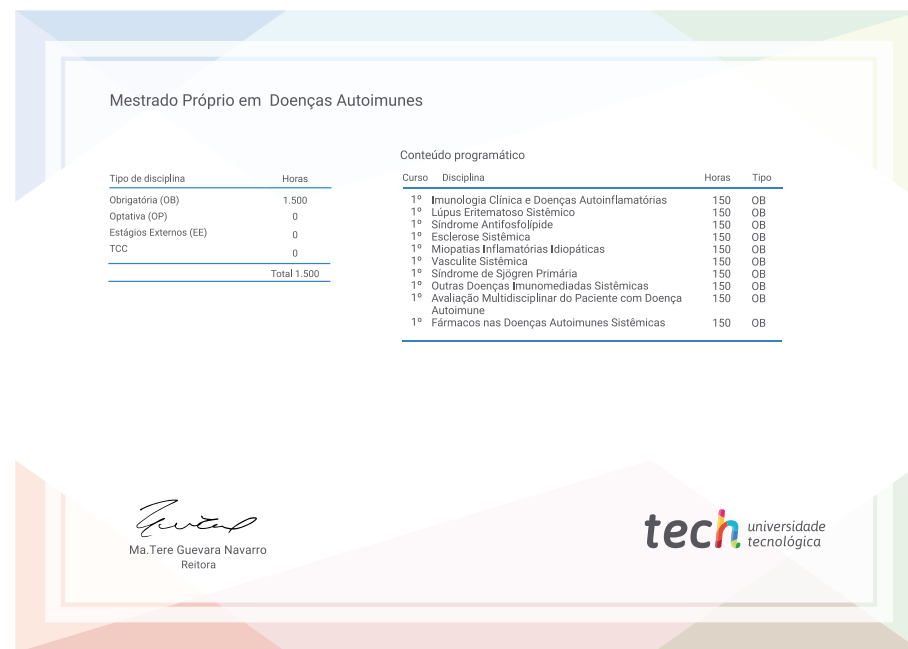 Mestrado Próprio em Doenças Autoimunes
Tipo de disciplina Horas
Obrigatória (OB) 1.500
Optativa (OP) 0
Estágios Externos (EE) 0
TCC 0
Total 1.500
Conteúdo programático
Curso Disciplina Horas Tipo
1º Imunologia Clínica e Doenças Autoinflamatórias 150 OB
1º Lúpus Eritematoso Sistêmico 150 OB
1º Síndrome Antifosfolípide 150 OB
1º Esclerose Sistêmica 150 OB
1º Miopatias Inflamatórias Idiopáticas 150 OB
1º Vasculite Sistêmica 150 OB
1º Síndrome de Sjögren Primária 150 OB
1º Outras Doenças Imunomediadas Sistêmicas 150 OB
1º Avaliação Multidisciplinar do Paciente com Doença 150 OB
Autoimune
1º Fármacos nas Doenças Autoimunes Sistêmicas 150 OB
Ma.Tere Guevara Navarro
Reitora
tech universidade
tecnológica